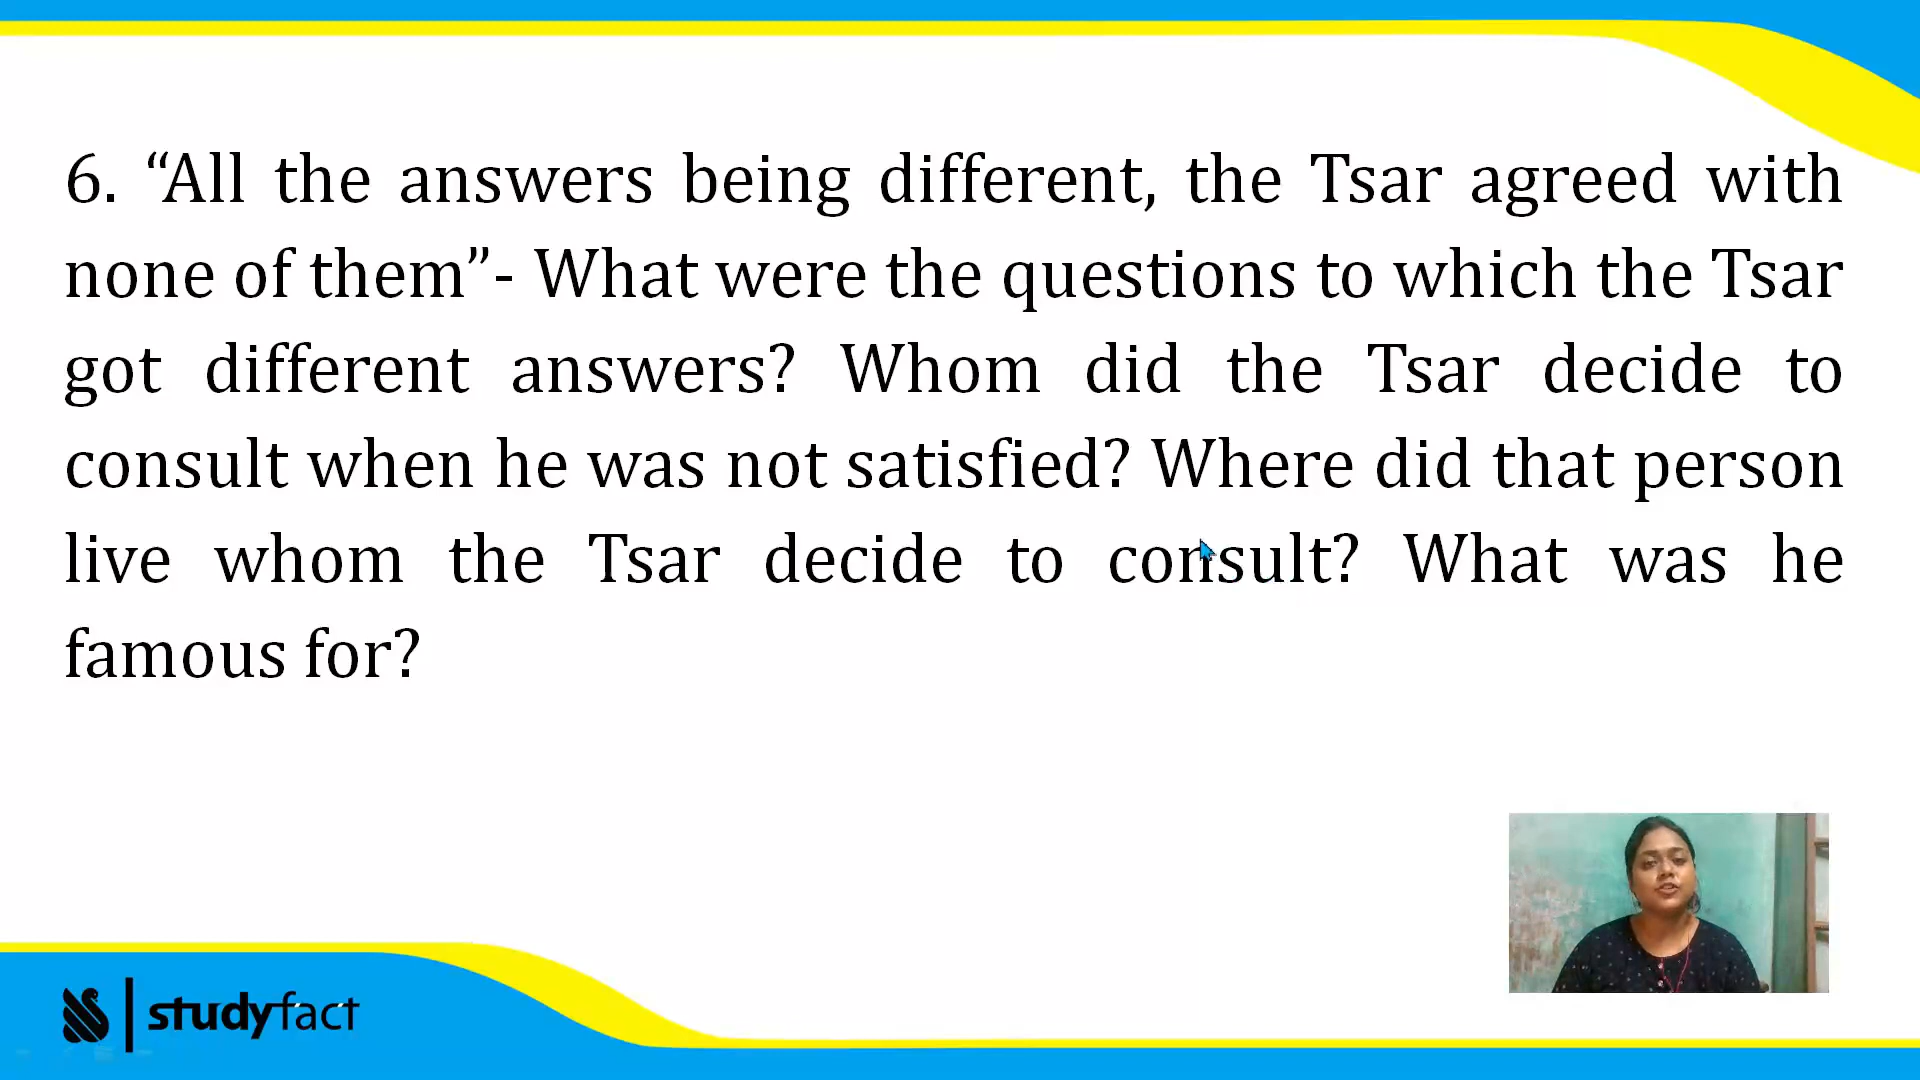 6. “All the answers being different, the Tsar agreed with
none of them”- What were the questions to which the Tsar
got different answers? Whom did the Tsar decide to
consult when he was not satisfied? Where did that person
live whom the Tsar decide to consult? What was he
famous for?
studyfact